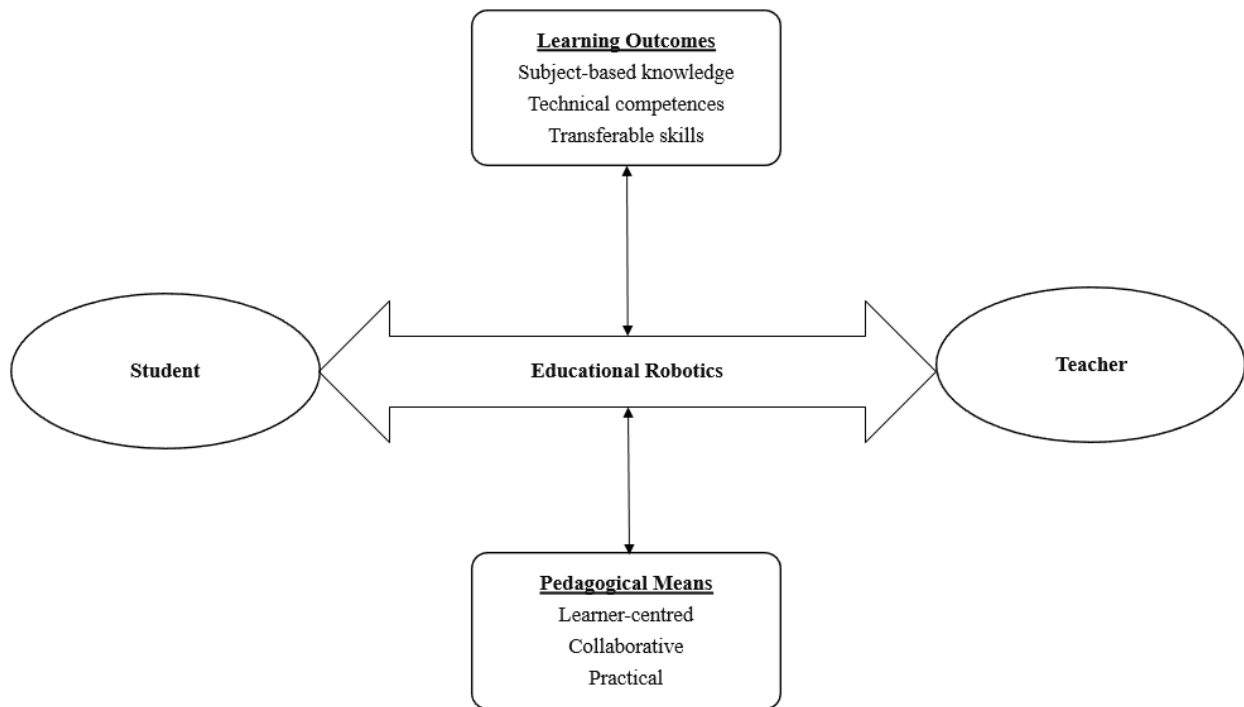 Learning Outcomes
Subject-based knowledge
Technical competences
Transferable skills
Student
Educational Robotics
Teacher
Pedagogical Means
Learner-centred
Collaborative
Practical